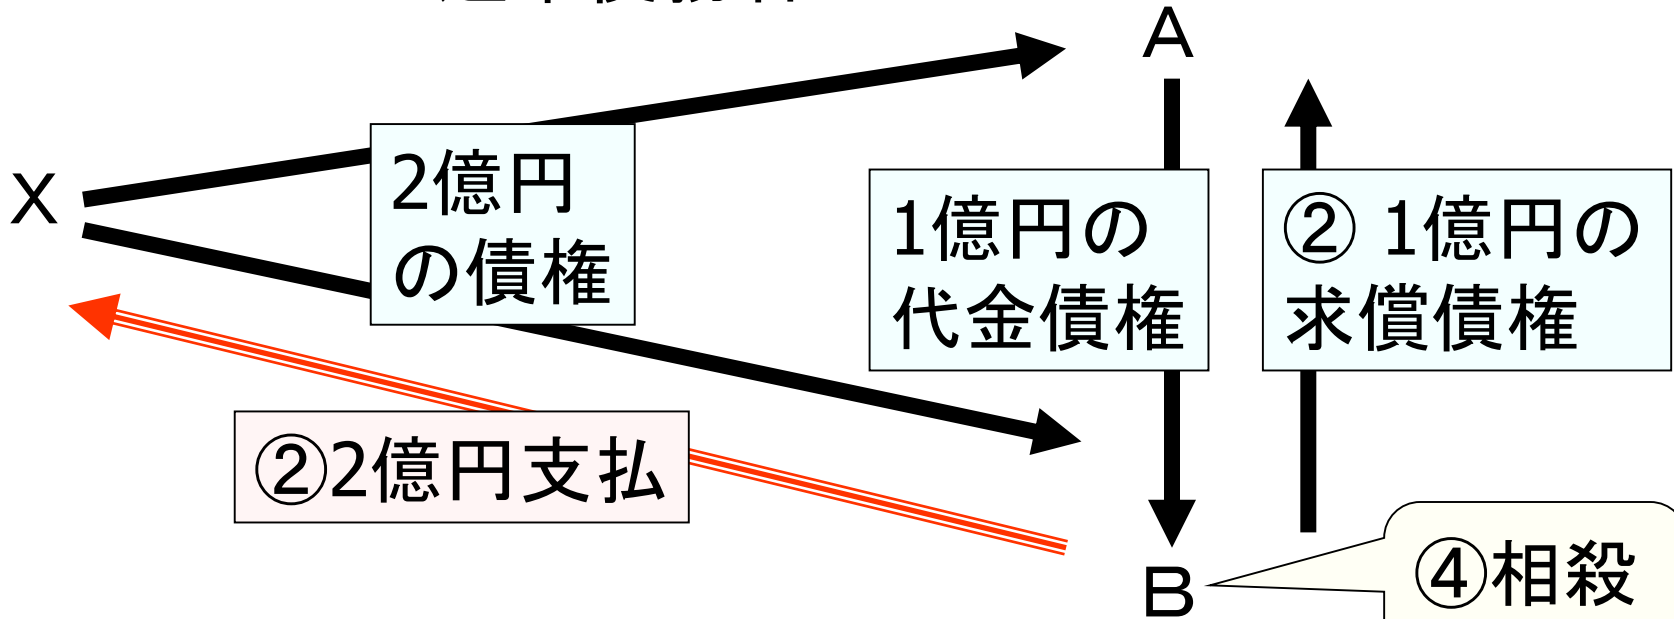 A
X
2億円
の債権
1億円の
代金債権
② 1億円の
求償債権
②2億円支払
B
④相殺